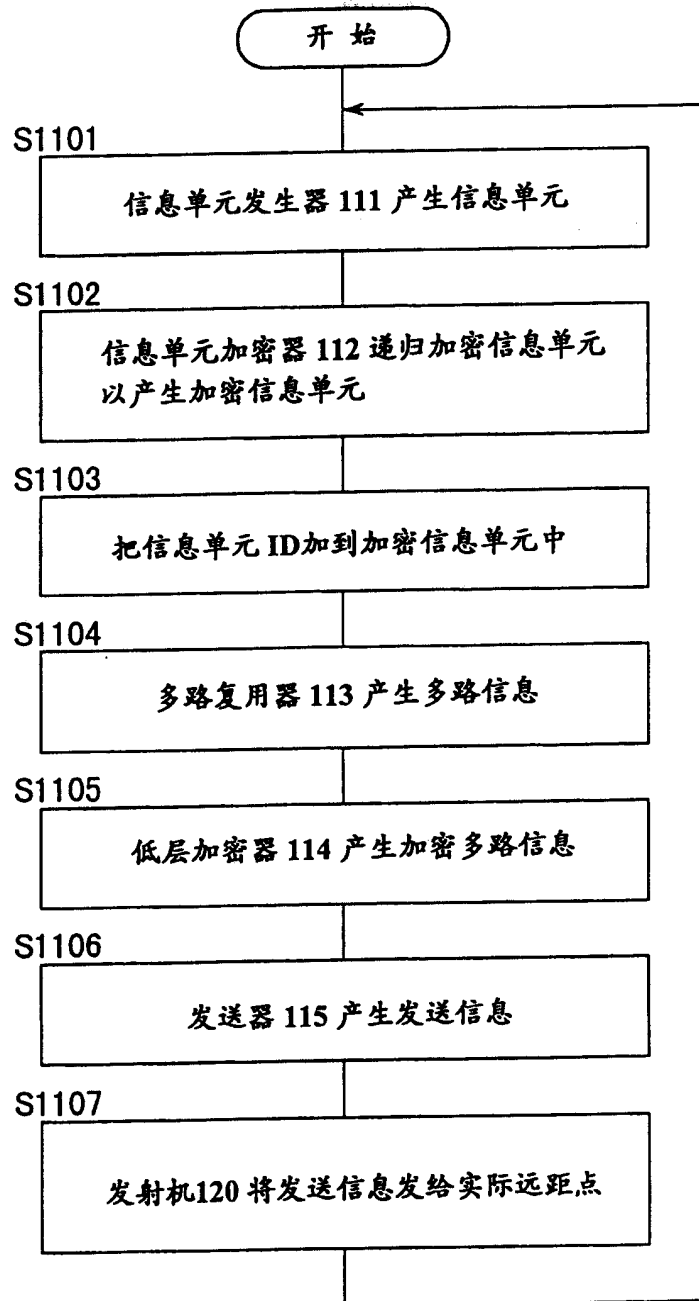 开 始
S1101
信息单元发生器 111 产生信息单元
S1102
信息单元加密器 112 递归加密信息单元
以产生加密信息单元
S1103
把信息单元 ID加到加密信息单元中
S1104
多路复用器 113 产生多路信息
S1105
低层加密器 114 产生加密多路信息
S1106
发送器 115 产生发送信息
S1107
发射机120 将发送信息发给实际远距点